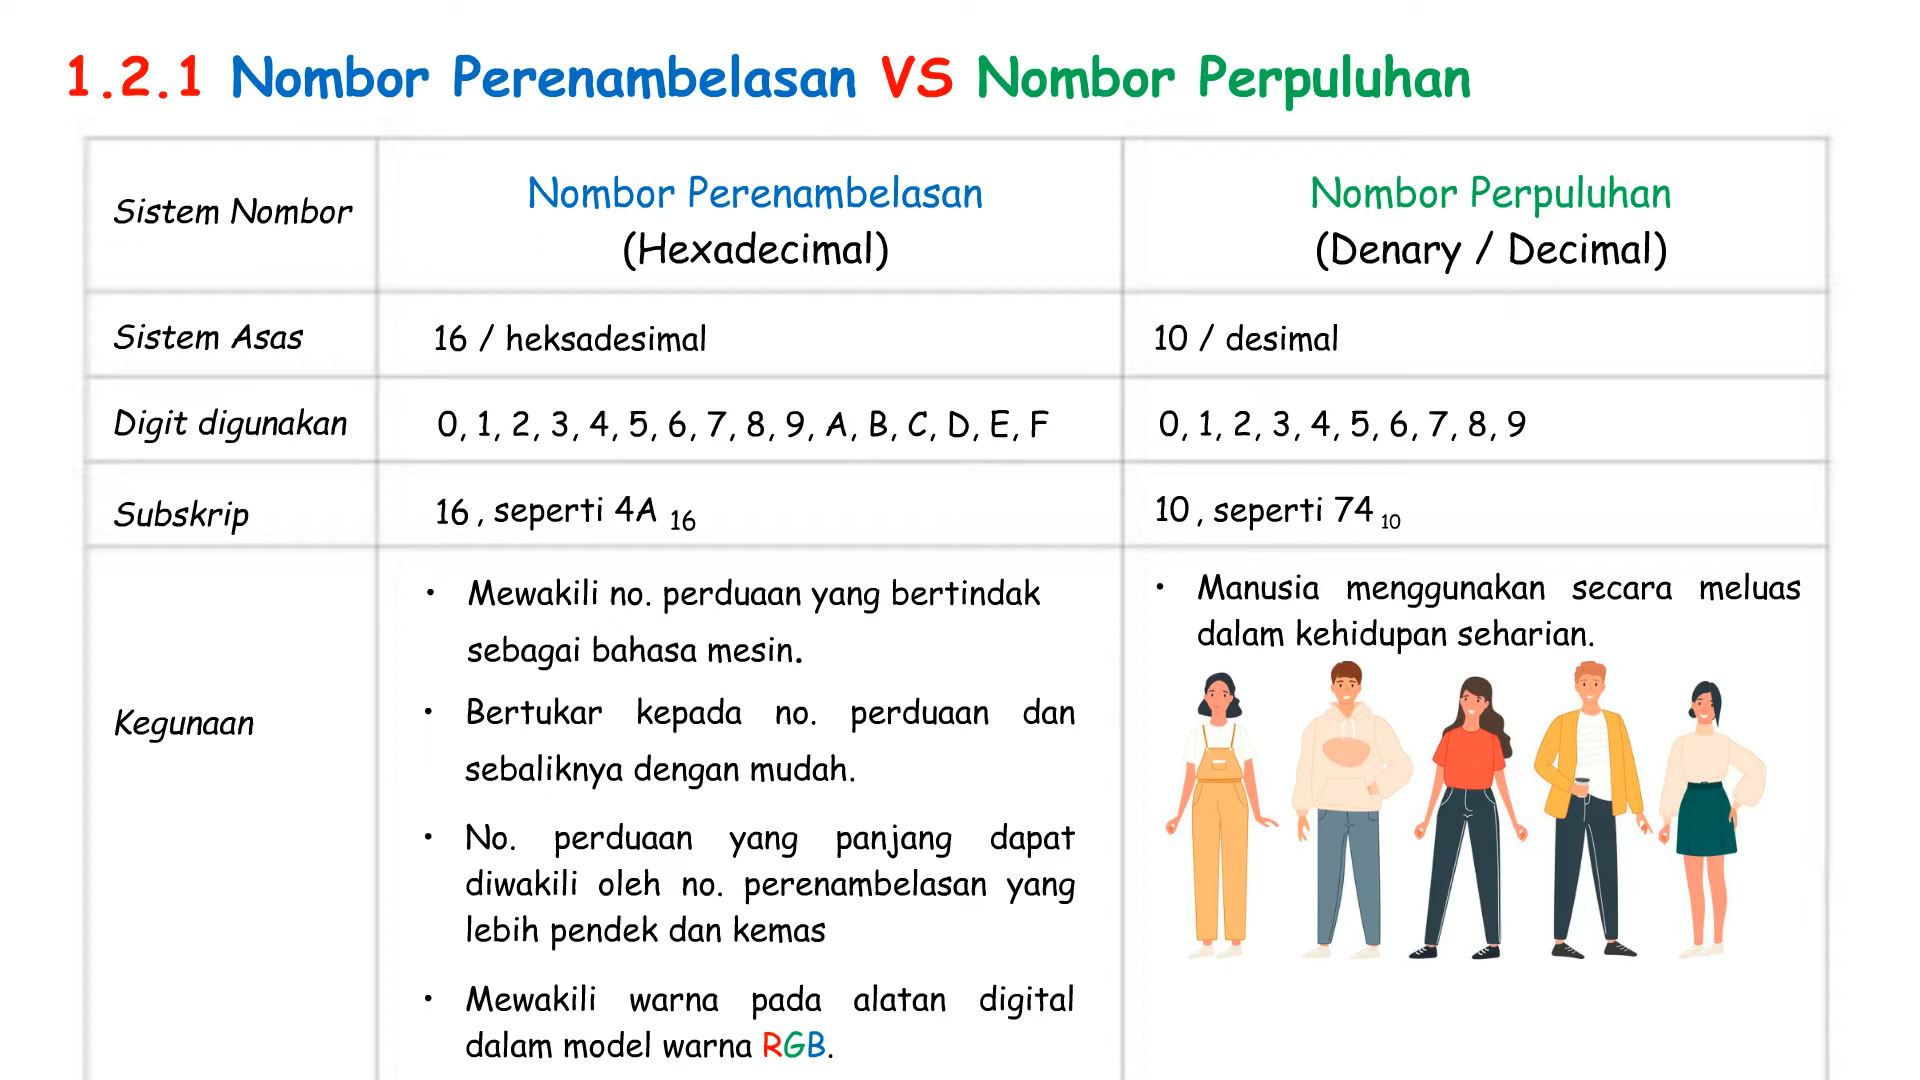 1.2.1 Nombor Perenambelasan VS Nombor Perpuluhan
Sistem Nombor
Nombor Perenambelasan
(Hexadecimal)
Nombor Perpuluhan
(Denary / Decimal)
Sistem Asas
16 / heksadesimal
10 / desimal
Digit digunakan
0, 1, 2, 3, 4, 5, 6, 7, 8, 9, A, B, C, D, E, F
0, 1, 2, 3, 4, 5, 6, 7, 8, 9
Subskrip
16 , seperti 4A 16
10 , seperti 74 10
Kegunaan
• Mewakili no. perduaan yang bertindak
sebagai bahasa mesin.
• Bertukar kepada no. perduaan dan
sebaliknya dengan mudah.
• No. perduaan yang panjang dapat
diwakili oleh no. perenambelasan yang
lebih pendek dan kemas
• Mewakili warna pada alatan digital
dalam model warna RGB.
• Manusia menggunakan secara meluas
dalam kehidupan seharian.